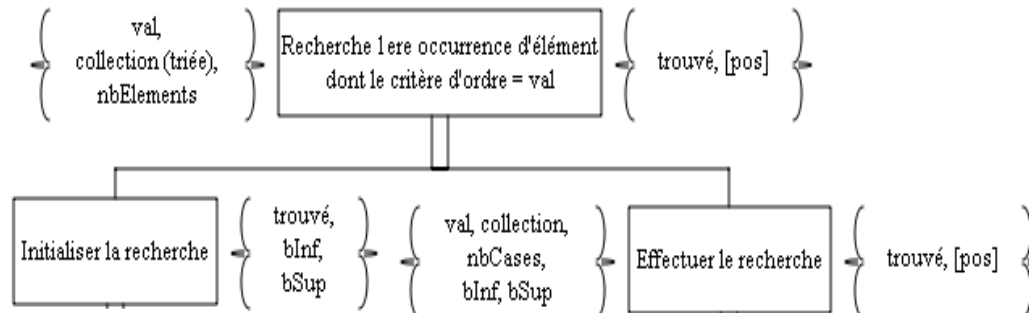 val,
collection (triée),
nbElements
Recherche 1ere occurrence d'élément
dont le critère d'ordre = val
trouvé, [pos]
Initialiser la recherche
trouvé,
bInf,
bSup
val, collection,
nbCases,
bInf, bSup
Effectuer le recherche
trouvé, [pos]